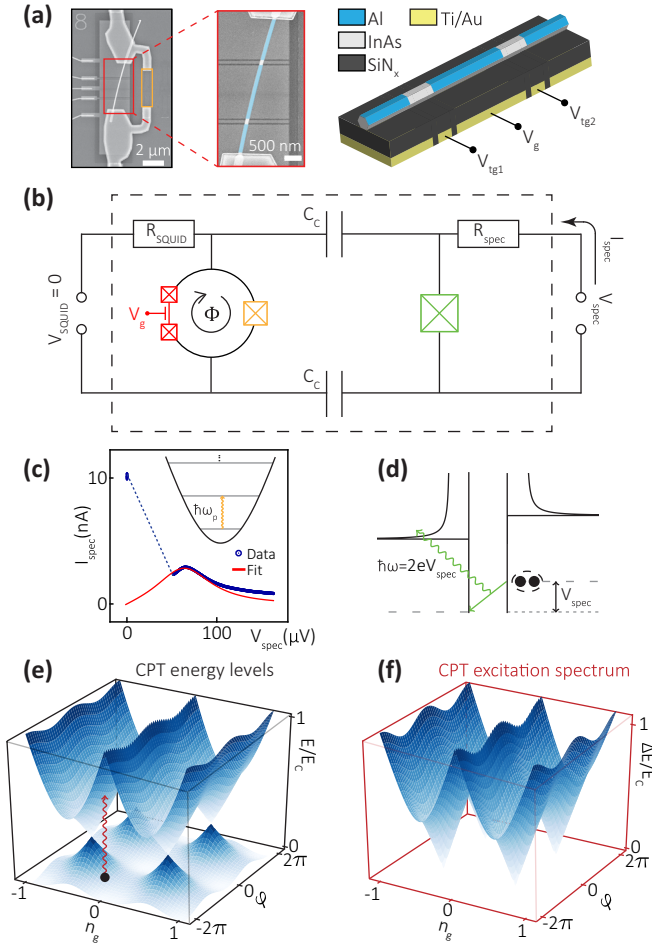 (a)
8
2 μm
500 nm
Al
Ti/Au
InAs
SiNx
Vtg1
Vg
Vtg2
(b)
RSQUID
CC
Rspec
Ispec
VSQUID = 0
Vg
Φ
Vspec
CC
(c)
10
0
Ispec(nA)
ħωp
Data
Fit
0
100
Vspec(μV)
(d)
ħω=2eVspec
Vspec
(e)
CPT energy levels
1
E/EC
0
2π
0
φ
-2π
-1
0
1
ng
(f)
CPT excitation spectrum
1
ΔE/EC
0
2π
0
φ
-2π
-1
0
1
ng